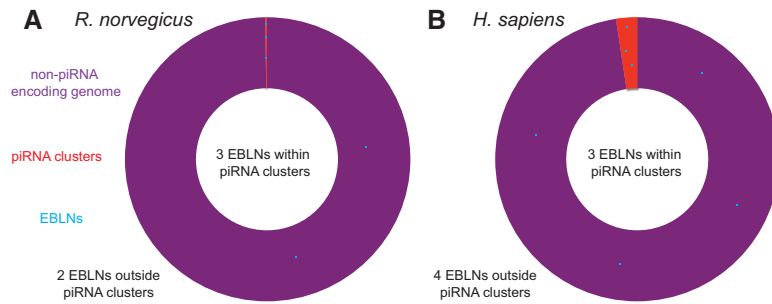 A R. norvegicus
non-piRNA
encoding genome
piRNA clusters
EBLNs
3 EBLNs within
piRNA clusters
2 EBLNs outside
piRNA clusters
B H. sapiens
3 EBLNs within
piRNA clusters
4 EBLNs outside
piRNA clusters